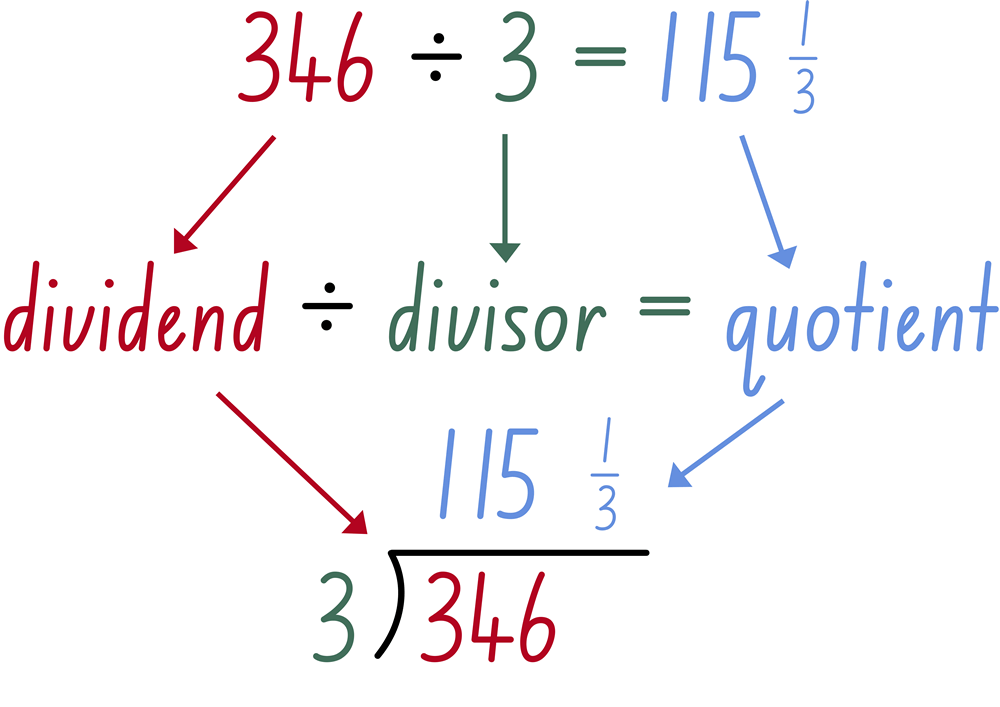 346 ÷ 3 = 115 1/3
dividend ÷ divisor = quotient
115 1/3
3 ) 346